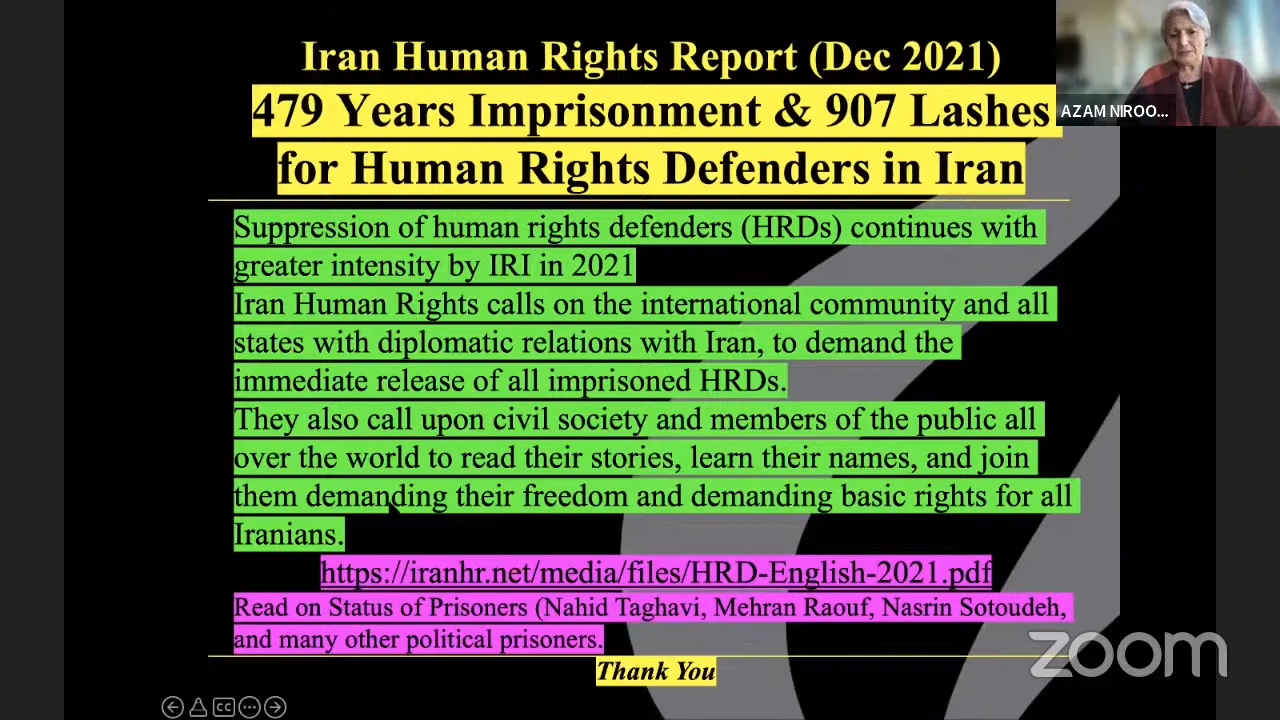 Iran Human Rights Report (Dec 2021)
479 Years Imprisonment & 907 Lashes
for Human Rights Defenders in Iran
AZAM NIROO...
Suppression of human rights defenders (HRDs) continues with
greater intensity by IRI in 2021
Iran Human Rights calls on the international community and all
states with diplomatic relations with Iran, to demand the
immediate release of all imprisoned HRDs.
They also call upon civil society and members of the public all
over the world to read their stories, learn their names, and join
them demanding their freedom and demanding basic rights for all
Iranians.
https://iranhr.net/media/files/HRD-English-2021.pdf
Read on Status of Prisoners (Nahid Taghavi, Mehran Raouf, Nasrin Sotoudeh,
and many other political prisoners.
zoom
Thank You
CC